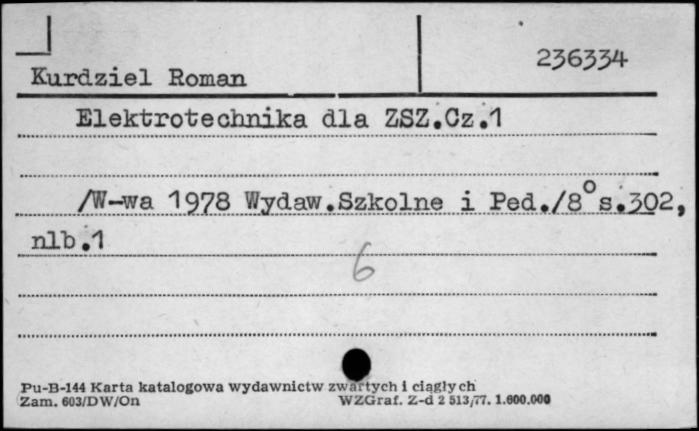 236334
Kurdziel Roman
Elektrotechnika dla ZSZ.Cz.1
/W-wa 1978 Wydaw.Szkolne i Ped./8° s.302,
nlb.1
6
Pu-B-144 Karta katalogowa wydawnictw zwartych i ciągłych
Zam. 603/DW/On WZGraf. Z-d 2 513/77. 1.600.000